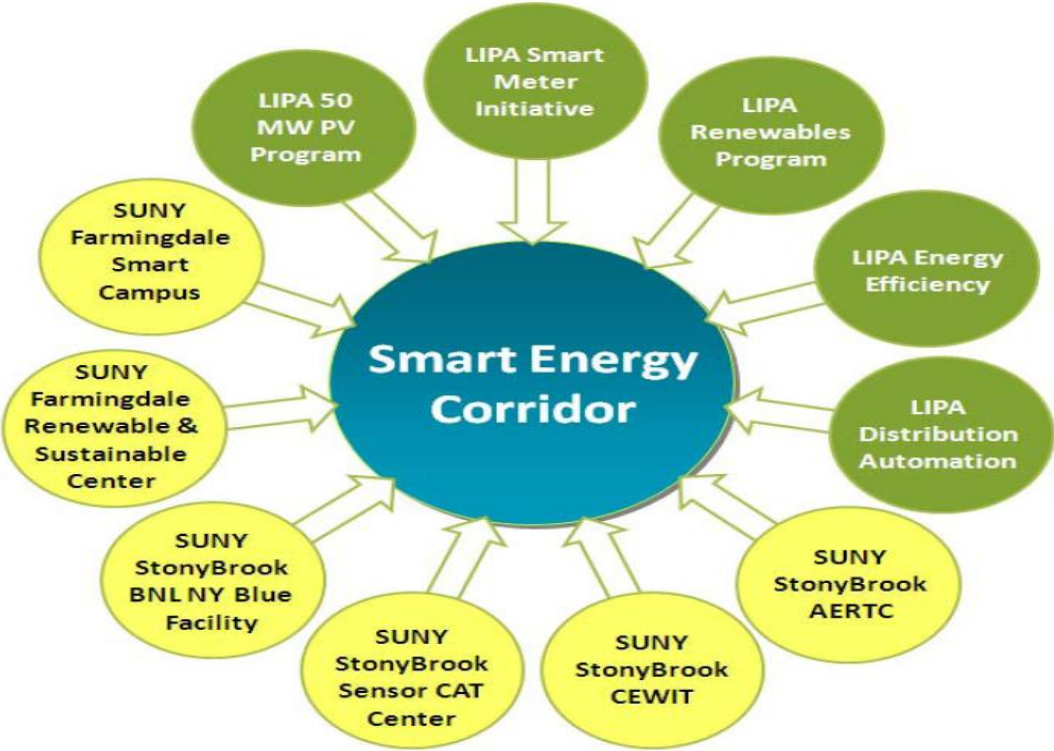 LIPA Smart
Meter
Initiative
LIPA 50
MW PV
Program
LIPA
Renewables
Program
SUNY
Farmingdale
Smart
Campus
LIPA Energy
Efficiency
Smart Energy
Corridor
SUNY
Farmingdale
Renewable &
Sustainable
Center
LIPA
Distribution
Automation
SUNY
StonyBrook
BNL NY Blue
Facility
SUNY
StonyBrook
Sensor CAT
Center
SUNY
StonyBrook
CEWIT
SUNY
StonyBrook
AERTC